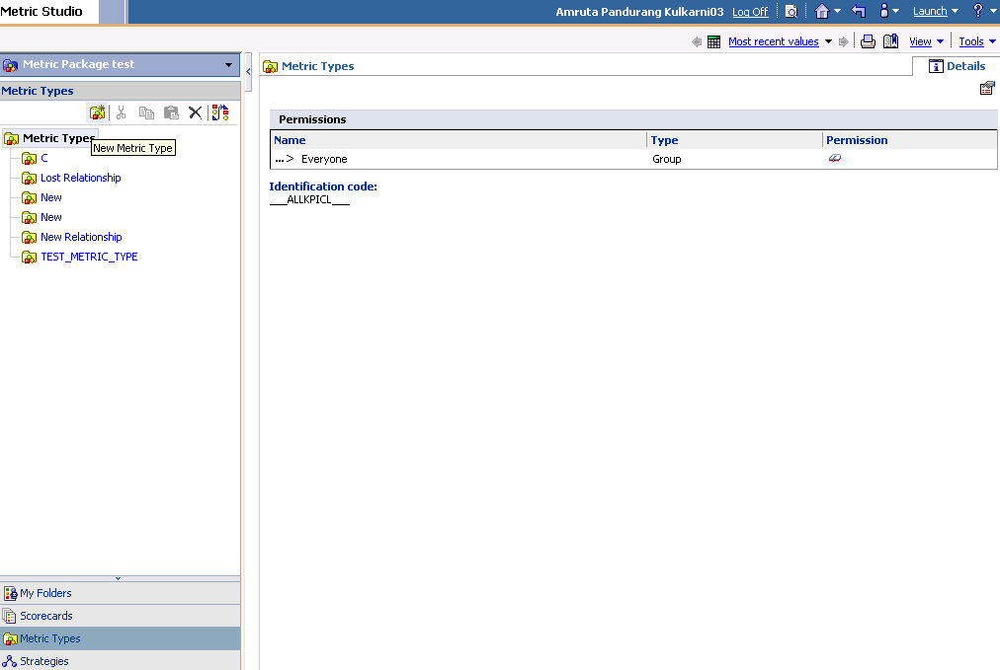 Metric Studio
Amruta Pandurang Kulkarni03 Log Off Launch ?
Most recent values View Tools
Metric Package test
Metric Types
Metric Types
New Metric Type
C
Lost Relationship
New
New
New Relationship
TEST_METRIC_TYPE
My Folders
Scorecards
Metric Types
Strategies
Metric Types
Details
Permissions
Name Type Permission
... > Everyone Group
Identification code:
___ALLKPICL___